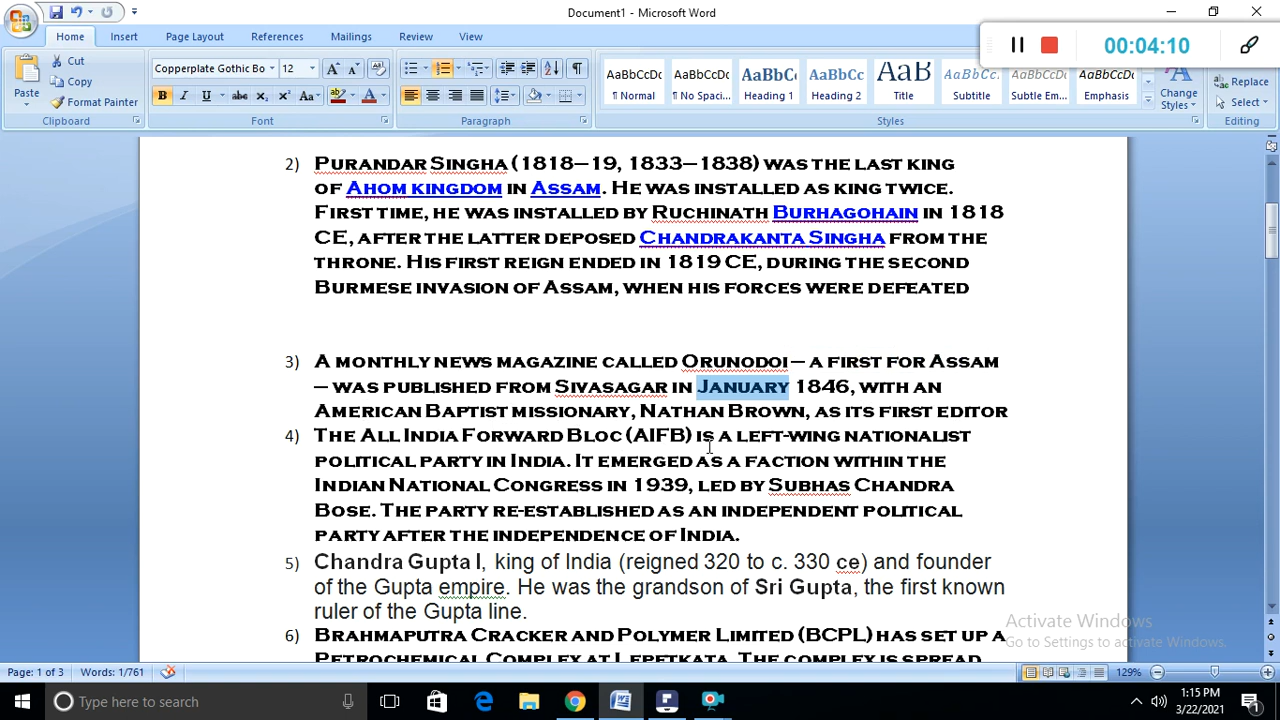 Document1 - Microsoft Word
Home Insert Page Layout References Mailings Review View
00:04:10
Paste
Cut
Copy
Format Painter
Clipboard
Copperplate Gothic Bo 12
Font
Paragraph
AaBbCcDc AaBbCcDc AaBbCc AaBbCc AaB AaBbCc AaBbCcDc AaBbCcDc
¶ Normal ¶ No Spaci... Heading 1 Heading 2 Title Subtitle Subtle Em... Emphasis
Change Styles
Styles
Replace
Select
Editing
2) Purandar Singha (1818–19, 1833–1838) was the last king
of Ahom kingdom in Assam. He was installed as king twice.
First time, he was installed by Ruchinath Burhagohain in 1818
CE, after the latter deposed Chandrakanta Singha from the
throne. His first reign ended in 1819 CE, during the second
Burmese invasion of Assam, when his forces were defeated
3) A monthly news magazine called Orunodoi – a first for Assam
– was published from Sivasagar in January 1846, with an
American Baptist missionary, Nathan Brown, as its first editor
4) The All India Forward Bloc (AIFB) is a left-wing nationalist
political party in India. It emerged as a faction within the
Indian National Congress in 1939, led by Subhas Chandra
Bose. The party re-established as an independent political
party after the independence of India.
5) Chandra Gupta I, king of India (reigned 320 to c. 330 ce) and founder
of the Gupta empire. He was the grandson of Sri Gupta, the first known
ruler of the Gupta line.
6) Brahmaputra Cracker and Polymer Limited (BCPL) has set up a
Petrochemical Complex at Lepetkata. The complex is spread
Activate Windows
Go to Settings to activate Windows.
Page: 1 of 3 Words: 1/761 129%
Type here to search
1:15 PM
3/22/2021